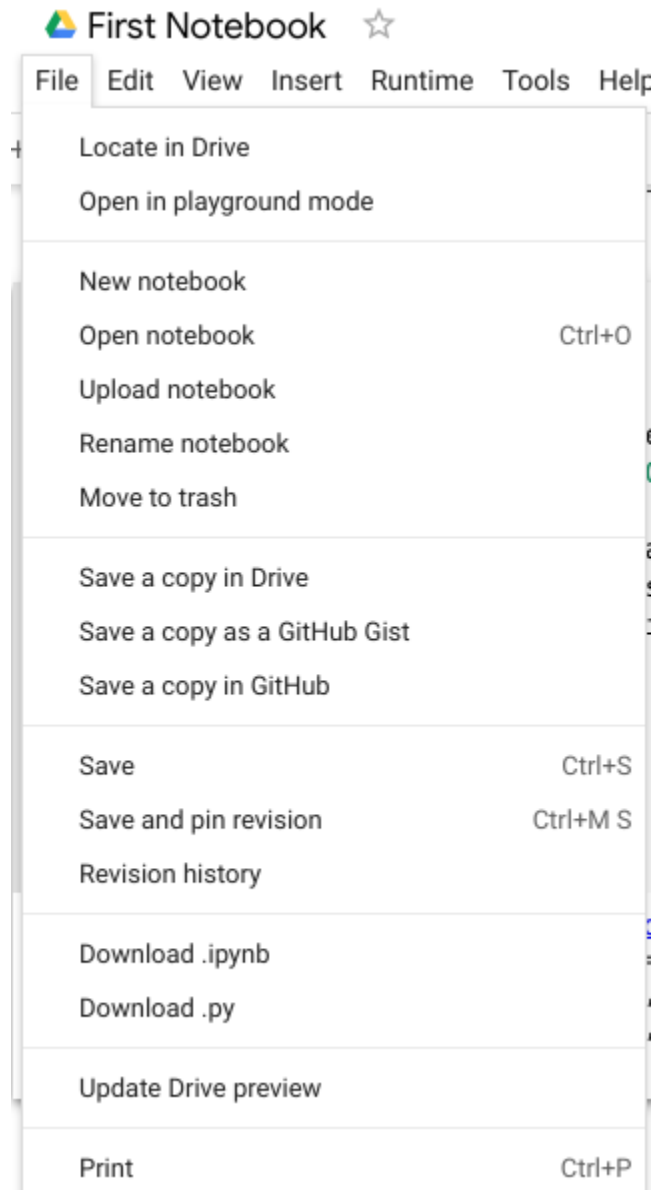 First Notebook
File Edit View Insert Runtime Tools Help
Locate in Drive
Open in playground mode
New notebook
Open notebook Ctrl+O
Upload notebook
Rename notebook
Move to trash
Save a copy in Drive
Save a copy as a GitHub Gist
Save a copy in GitHub
Save Ctrl+S
Save and pin revision Ctrl+M S
Revision history
Download .ipynb
Download .py
Update Drive preview
Print Ctrl+P